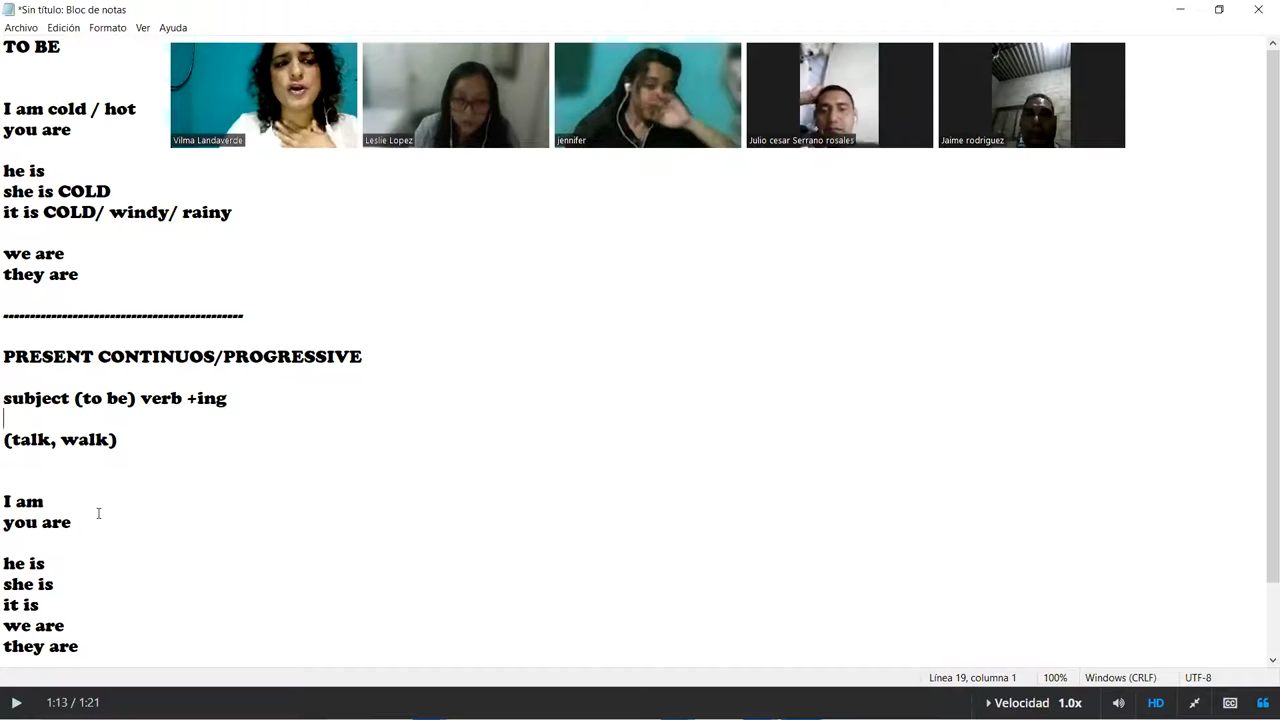 *Sin título: Bloc de notas
Archivo Edición Formato Ver Ayuda
TO BE
I am cold / hot
you are
he is
she is COLD
it is COLD/ windy/ rainy
we are
they are
Vilma Landaverde
Leslie Lopez
jennifer
Julio cesar Serrano rosales
Jaime rodriguez
-------------------------------------------
PRESENT CONTINUOS/PROGRESSIVE
subject (to be) verb +ing
(talk, walk)
I am
you are
he is
she is
it is
we are
they are
Línea 19, columna 1 100% Windows (CRLF) UTF-8
1:13 / 1:21 Velocidad 1.0x HD